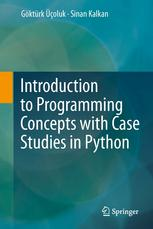 Göktürk Üçoluk · Sinan Kalkan
Introduction
to Programming
Concepts with Case
Studies in Python
Springer